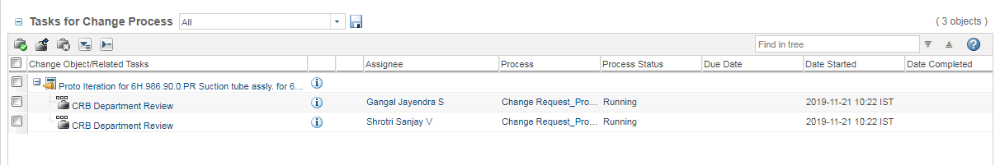 Tasks for Change Process All ( 3 objects )
Find in tree
Change Object/Related Tasks Assignee Process Process Status Due Date Date Started Date Completed
Proto Iteration for 6H.986.90.0.PR Suction tube assly. for 6...
CRB Department Review Gangal Jayendra S Change Request_Pro... Running 2019-11-21 10:22 IST
CRB Department Review Shrotri Sanjay V Change Request_Pro... Running 2019-11-21 10:22 IST